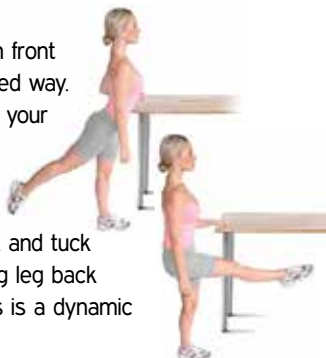 n front
ed way.
your
and tuck
g leg back
s is a dynamic